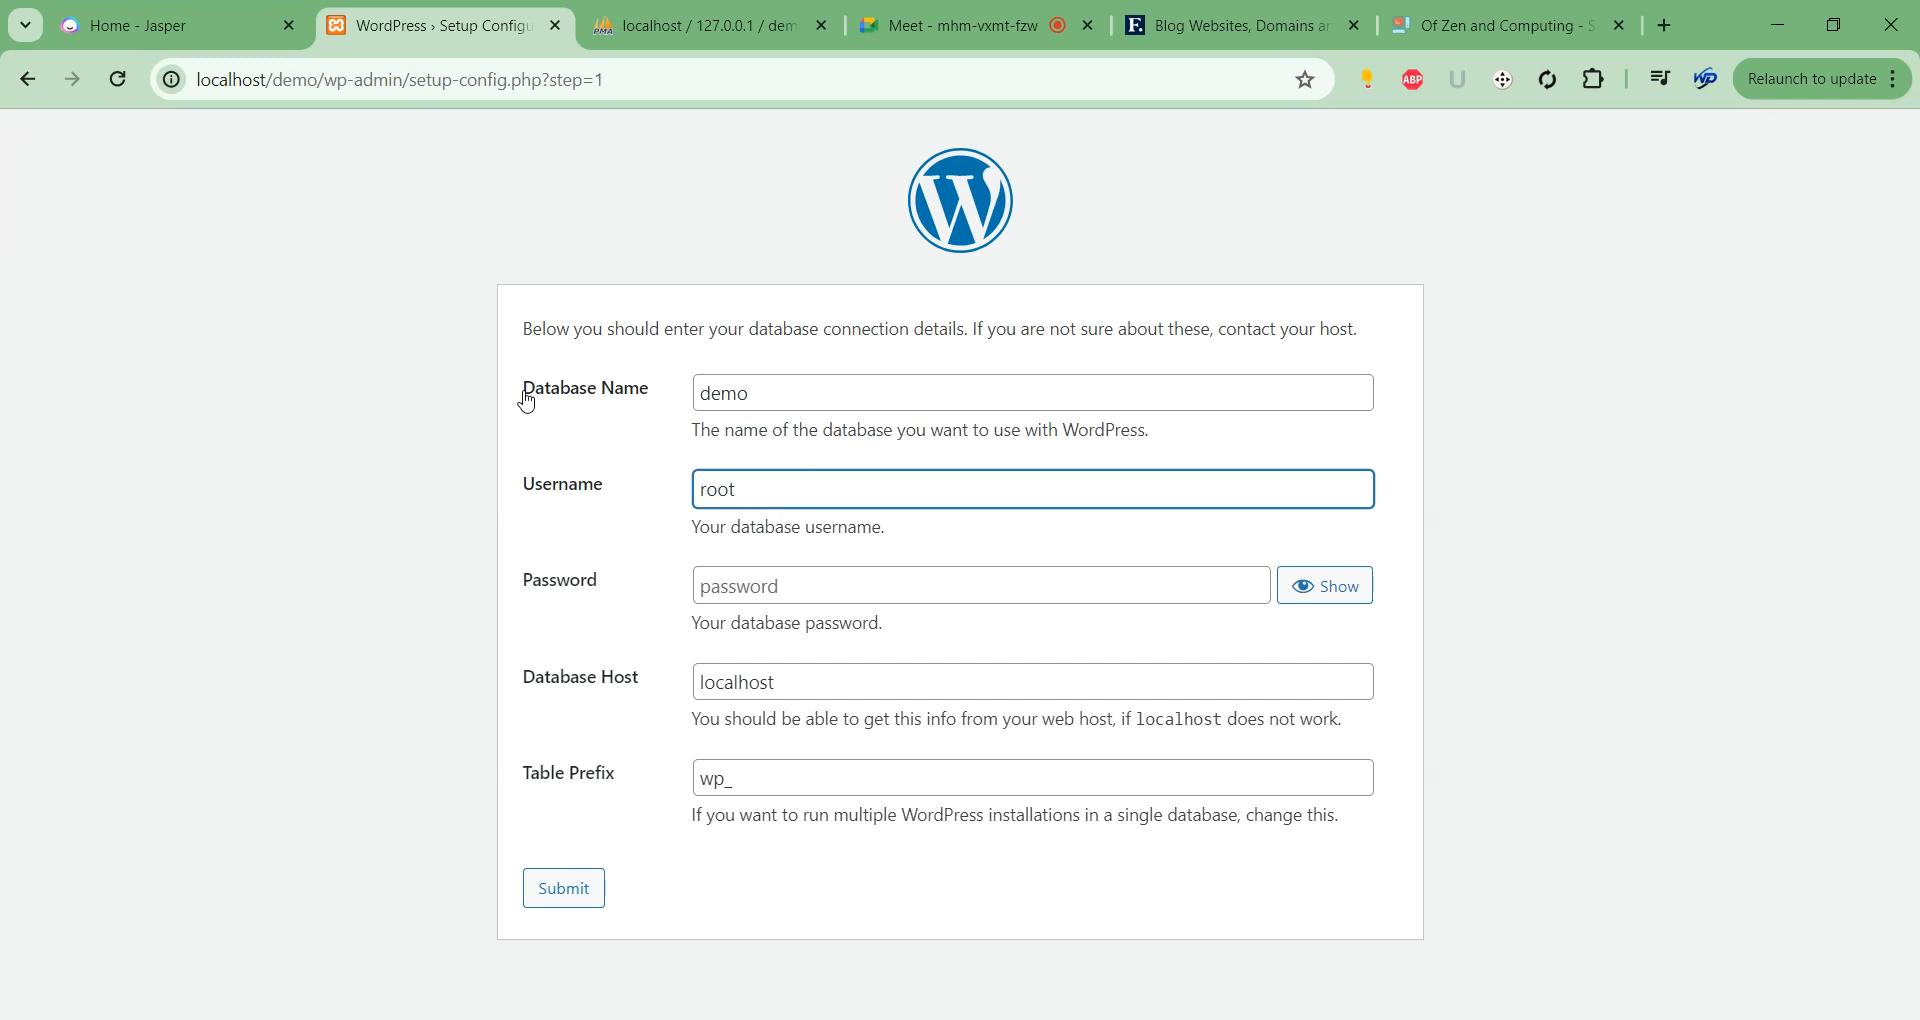 Home - Jasper
WordPress › Setup Configu
localhost / 127.0.0.1 / dem
Meet - mhm-vxmt-fzw
Blog Websites, Domains ar
Of Zen and Computing - S
localhost/demo/wp-admin/setup-config.php?step=1
ABP
Relaunch to update
Below you should enter your database connection details. If you are not sure about these, contact your host.
Database Name
demo
The name of the database you want to use with WordPress.
Username
root
Your database username.
Password
password
Show
Your database password.
Database Host
localhost
You should be able to get this info from your web host, if localhost does not work.
Table Prefix
wp_
If you want to run multiple WordPress installations in a single database, change this.
Submit